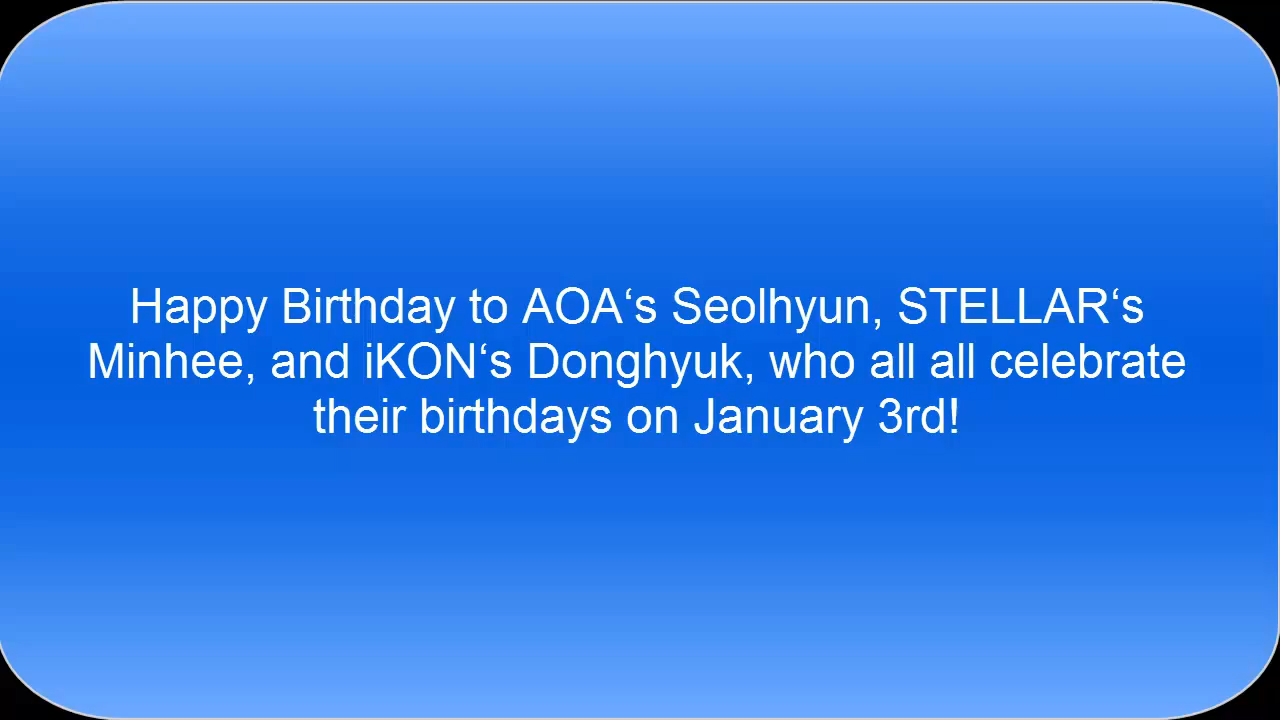 Happy Birthday to AOA‘s Seolhyun, STELLAR‘s
Minhee, and iKON‘s Donghyuk, who all all celebrate
their birthdays on January 3rd!